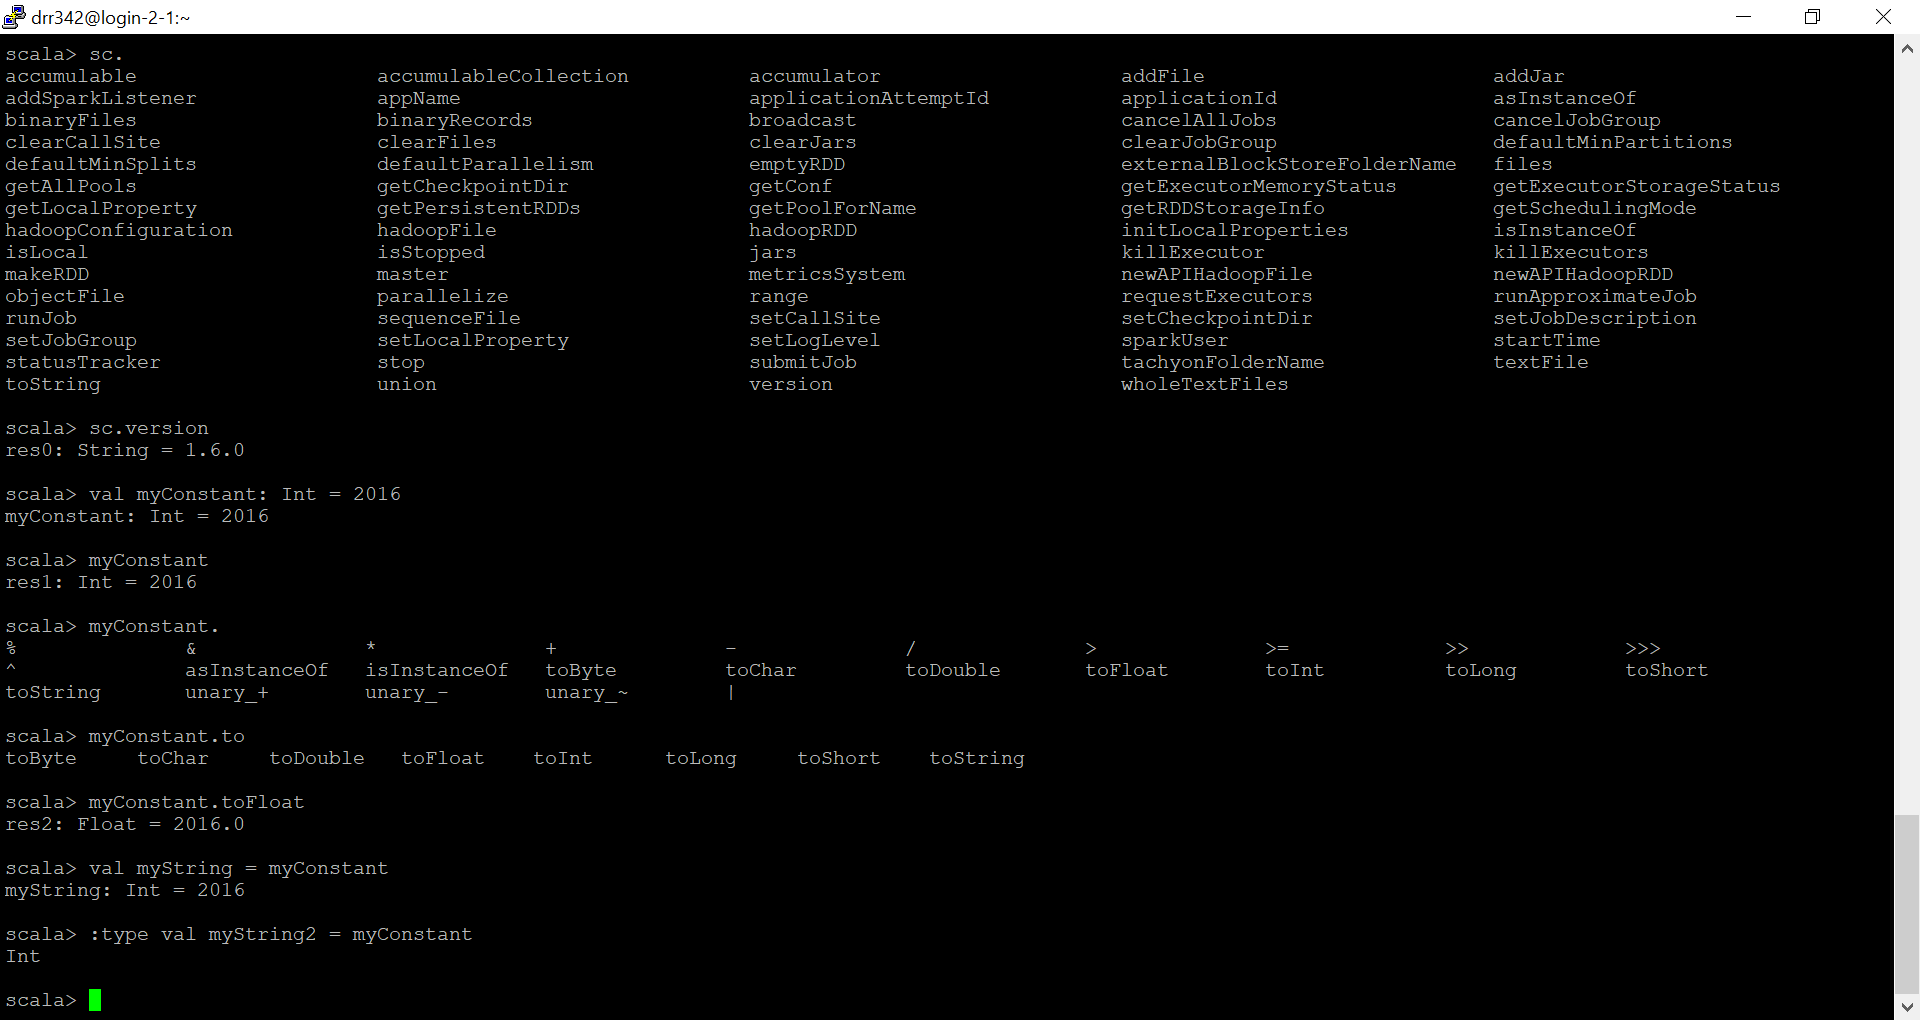 drr342@login-2-1:~
scala> sc.
accumulable accumulableCollection accumulator addFile addJar
addSparkListener appName applicationAttemptId applicationId asInstanceOf
binaryFiles binaryRecords broadcast cancelAllJobs cancelJobGroup
clearCallSite clearFiles clearJars clearJobGroup defaultMinPartitions
defaultMinSplits defaultParallelism emptyRDD externalBlockStoreFolderName files
getAllPools getCheckpointDir getConf getExecutorMemoryStatus getExecutorStorageStatus
getLocalProperty getPersistentRDDs getPoolForName getRDDStorageInfo getSchedulingMode
hadoopConfiguration hadoopFile hadoopRDD initLocalProperties isInstanceOf
isLocal isStopped jars killExecutor killExecutors
makeRDD master metricsSystem newAPIHadoopFile newAPIHadoopRDD
objectFile parallelize range requestExecutors runApproximateJob
runJob sequenceFile setCallSite setCheckpointDir setJobDescription
setJobGroup setLocalProperty setLogLevel sparkUser startTime
statusTracker stop submitJob tachyonFolderName textFile
toString union version wholeTextFiles
scala> sc.version
res0: String = 1.6.0
scala> val myConstant: Int = 2016
myConstant: Int = 2016
scala> myConstant
res1: Int = 2016
scala> myConstant.
% & * + - / > >= >> >>>
^ asInstanceOf isInstanceOf toByte toChar toDouble toFloat toInt toLong toShort
toString unary_+ unary_- unary_~ |
scala> myConstant.to
toByte toChar toDouble toFloat toInt toLong toShort toString
scala> myConstant.toFloat
res2: Float = 2016.0
scala> val myString = myConstant
myString: Int = 2016
scala> :type val myString2 = myConstant
Int
scala>